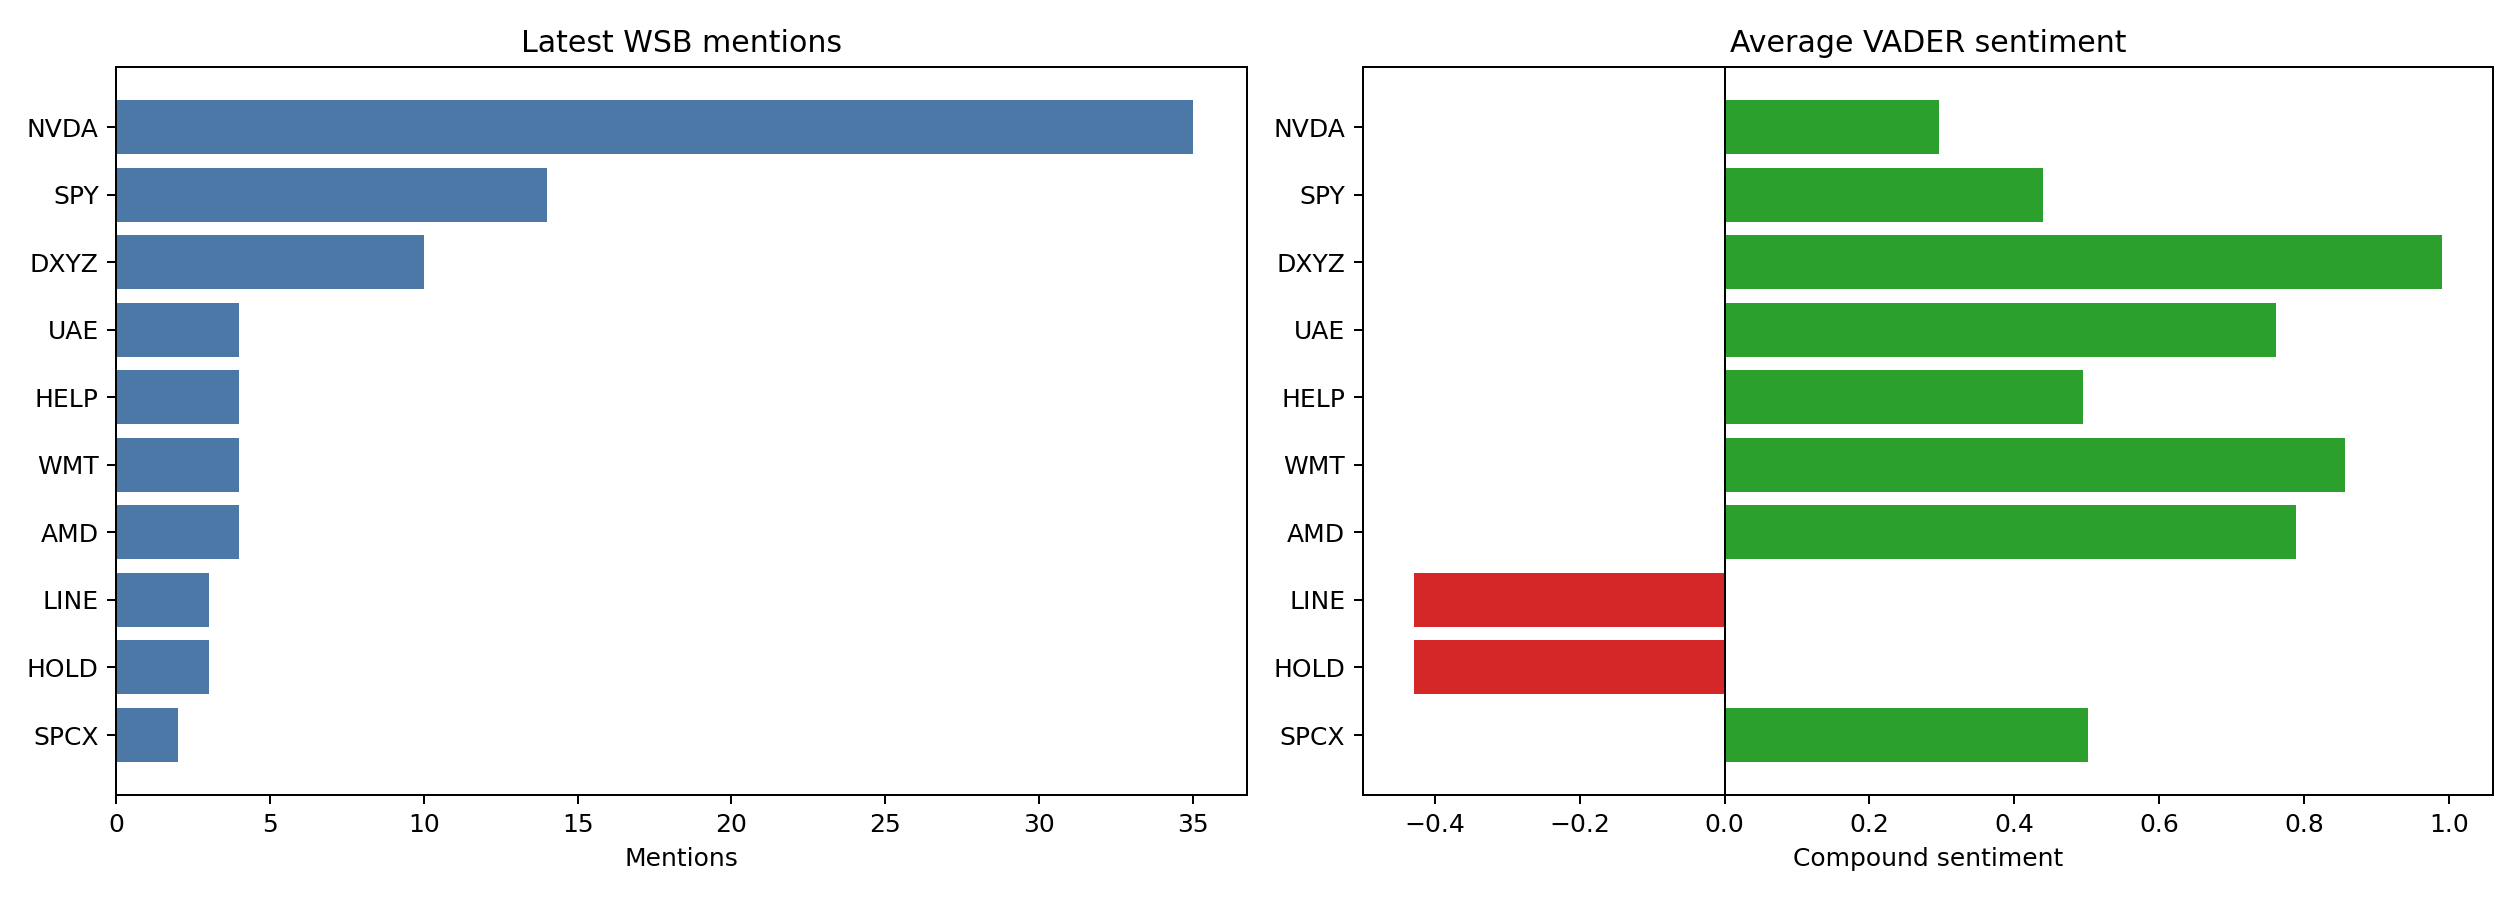 Latest WSB mentions
NVDA
SPY
DXYZ
UAE
HELP
WMT
AMD
LINE
HOLD
SPCX
0 5 10 15 20 25 30 35
Mentions
Average VADER sentiment
NVDA
SPY
DXYZ
UAE
HELP
WMT
AMD
LINE
HOLD
SPCX
−0.4 −0.2 0.0 0.2 0.4 0.6 0.8 1.0
Compound sentiment